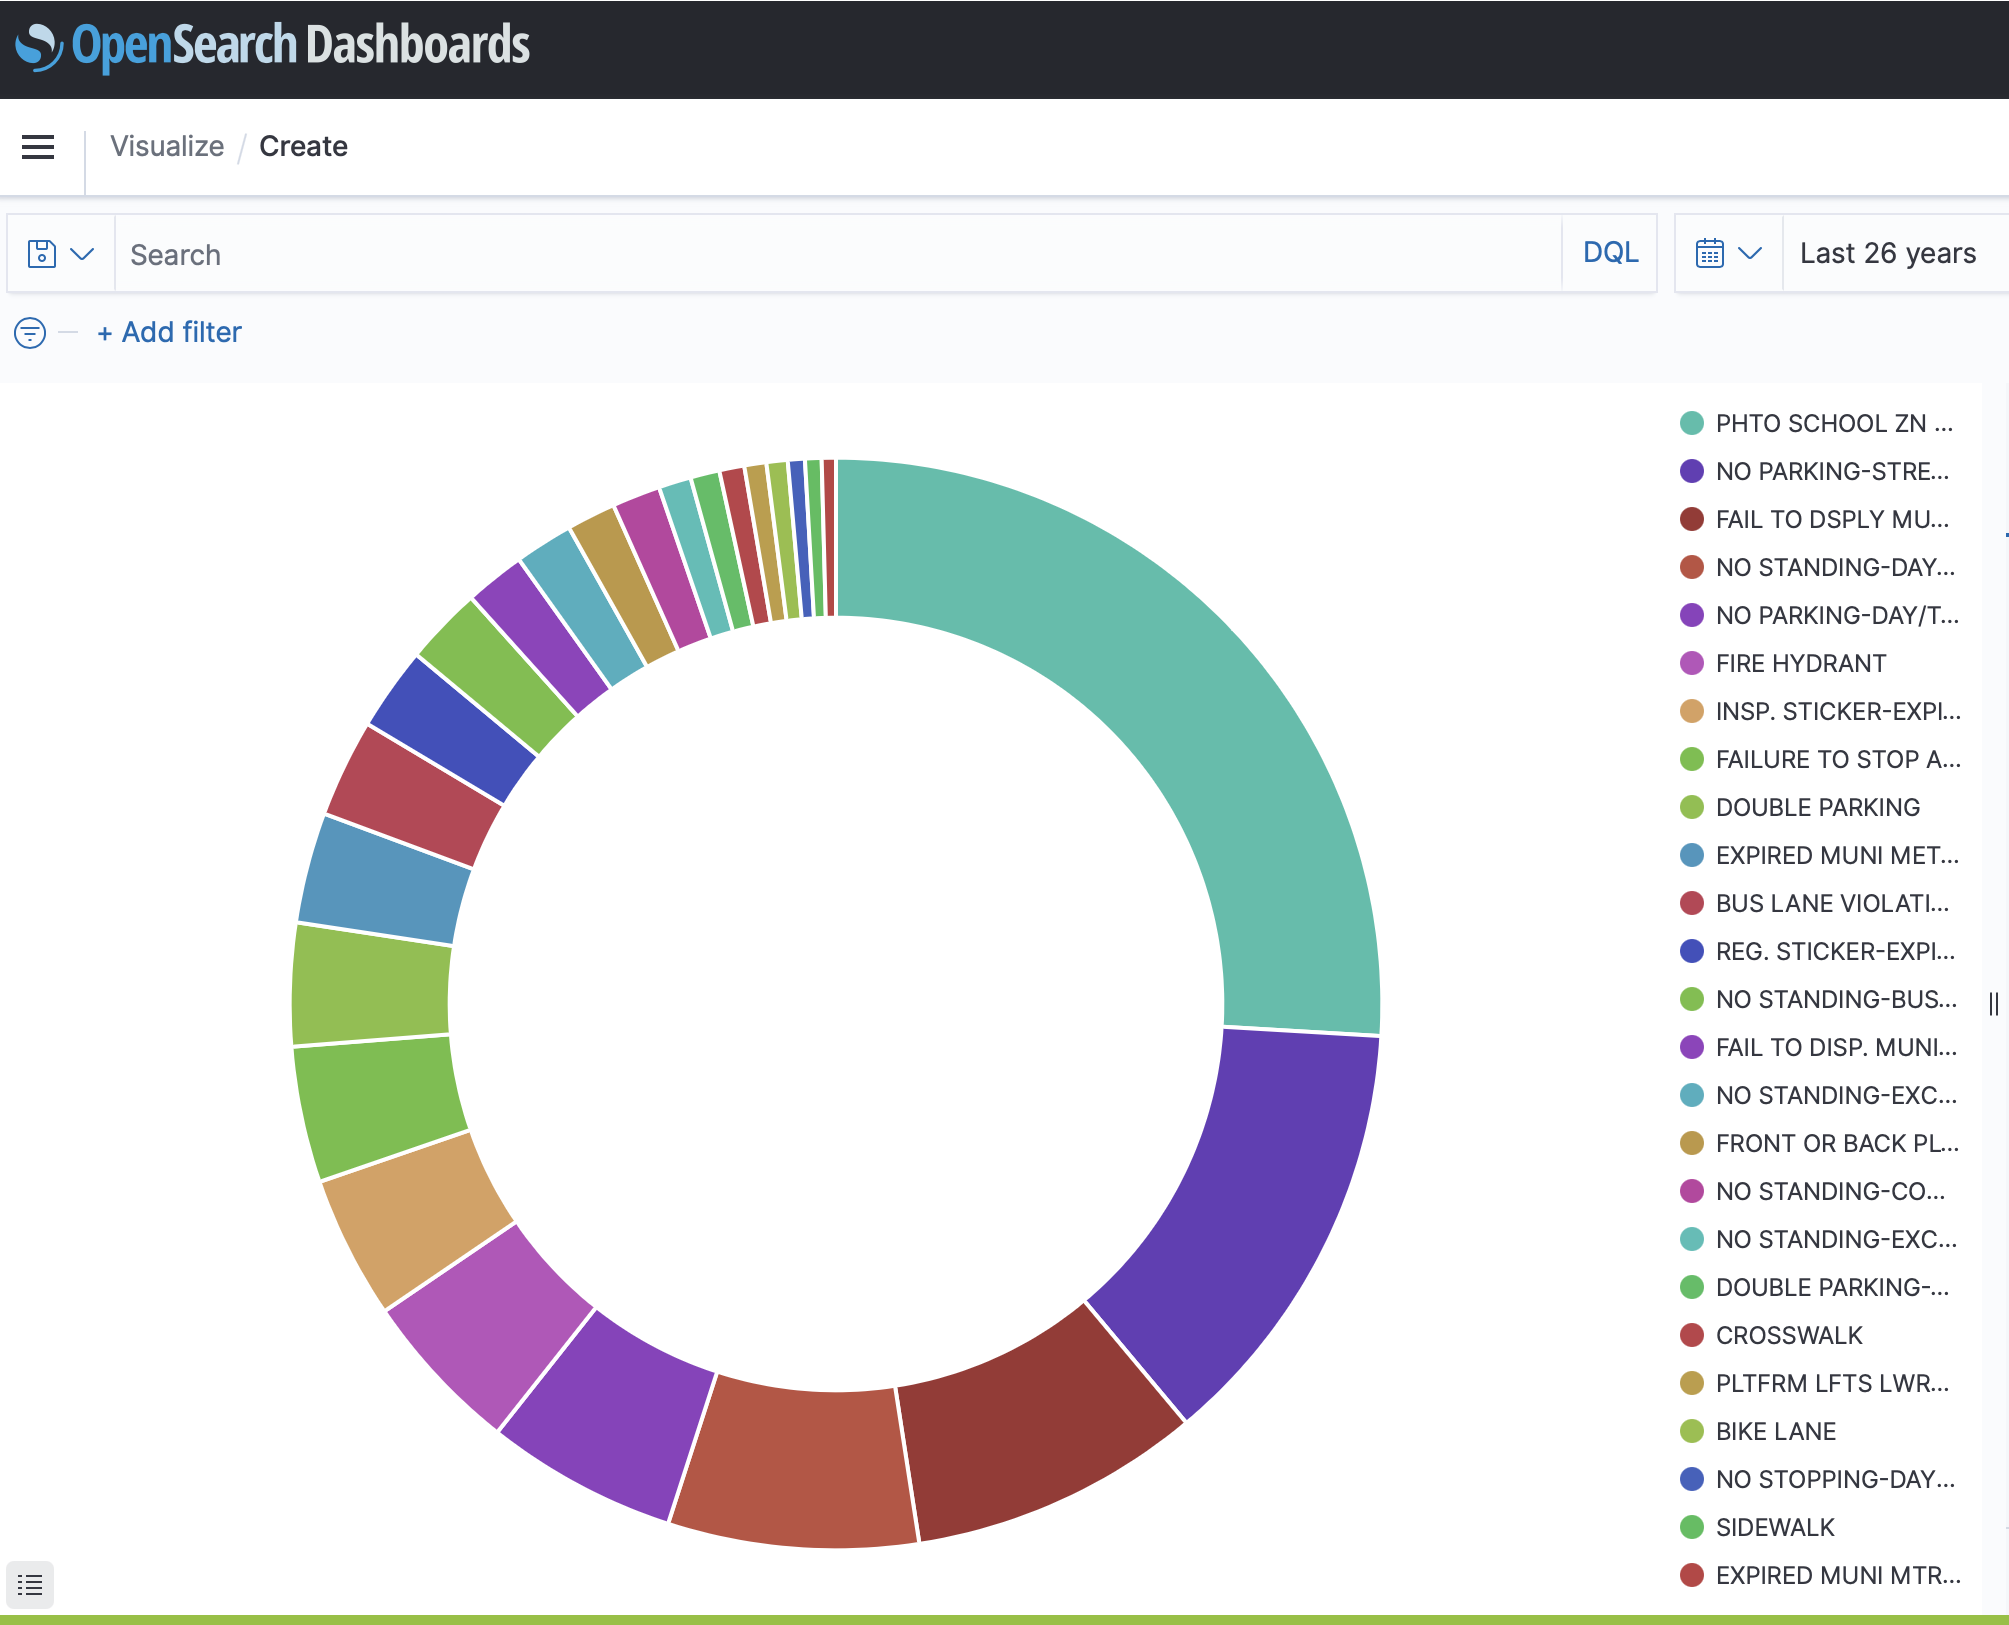 OpenSearch Dashboards
Visualize / Create
Search
DQL
Last 26 years
+ Add filter
PHTO SCHOOL ZN ...
NO PARKING-STRE...
FAIL TO DSPLY MU...
NO STANDING-DAY...
NO PARKING-DAY/T...
FIRE HYDRANT
INSP. STICKER-EXPI...
FAILURE TO STOP A...
DOUBLE PARKING
EXPIRED MUNI MET...
BUS LANE VIOLATI...
REG. STICKER-EXPI...
NO STANDING-BUS...
FAIL TO DISP. MUNI...
NO STANDING-EXC...
FRONT OR BACK PL...
NO STANDING-CO...
NO STANDING-EXC...
DOUBLE PARKING-...
CROSSWALK
PLTFRM LFTS LWR...
BIKE LANE
NO STOPPING-DAY...
SIDEWALK
EXPIRED MUNI MTR...